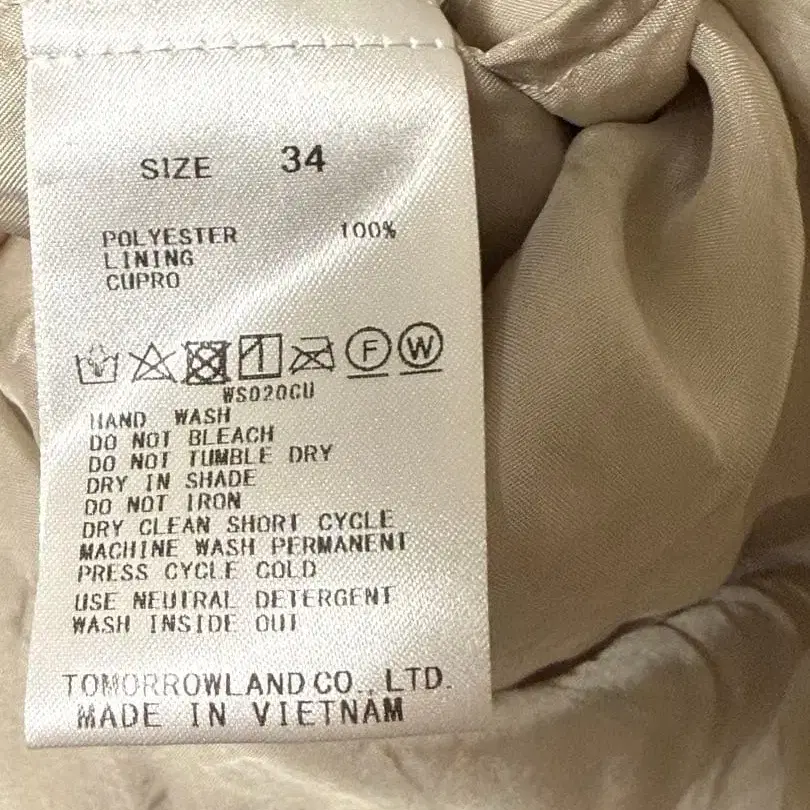 SIZE 34
POLYESTER 100%
LINING
CUPRO
F W
WS020CU
HAND WASH
DO NOT BLEACH
DO NOT TUMBLE DRY
DRY IN SHADE
DO NOT IRON
DRY CLEAN SHORT CYCLE
MACHINE WASH PERMANENT
PRESS CYCLE COLD
USE NEUTRAL DETERGENT
WASH INSIDE OUT
TOMORROWLAND CO., LTD.
MADE IN VIETNAM